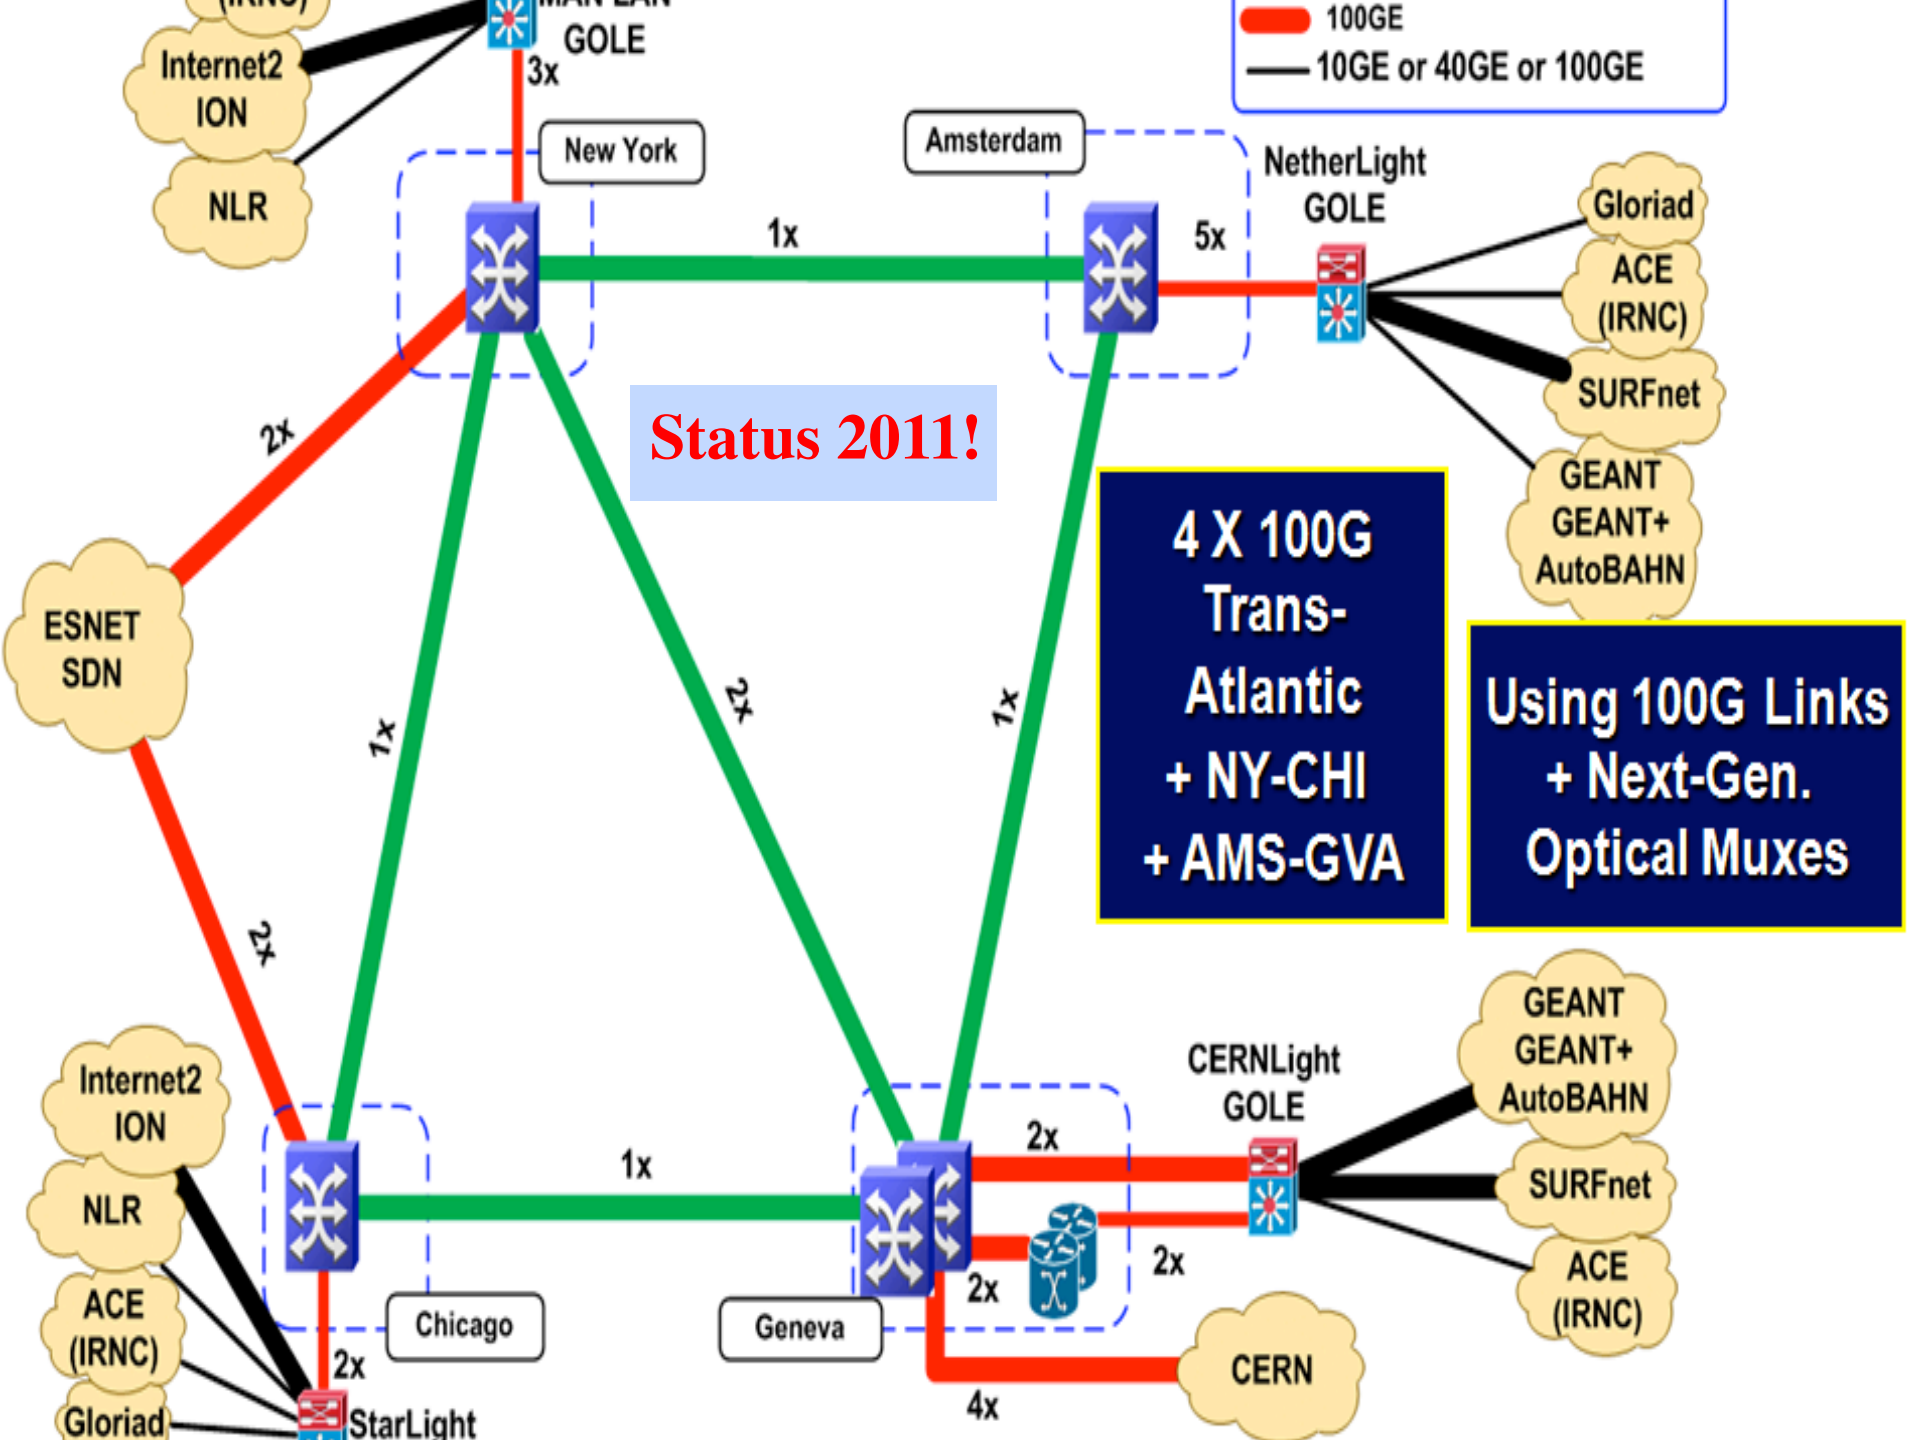 (IRNC)
MAN LAN
GOLE
3x
Internet2
ION
NLR
100GE
10GE or 40GE or 100GE
New York
Amsterdam
NetherLight
GOLE
1x
5x
Gloriad
ACE
(IRNC)
SURFnet
GEANT
GEANT+
AutoBAHN
2x
Status 2011!
4 X 100G
Trans-
Atlantic
+ NY-CHI
+ AMS-GVA
Using 100G Links
+ Next-Gen.
Optical Muxes
ESNET
SDN
1x
2x
1x
2x
Internet2
ION
NLR
ACE
(IRNC)
Gloriad
1x
Chicago
2x
StarLight
Geneva
2x
2x
2x
4x
CERNLight
GOLE
GEANT
GEANT+
AutoBAHN
SURFnet
ACE
(IRNC)
CERN